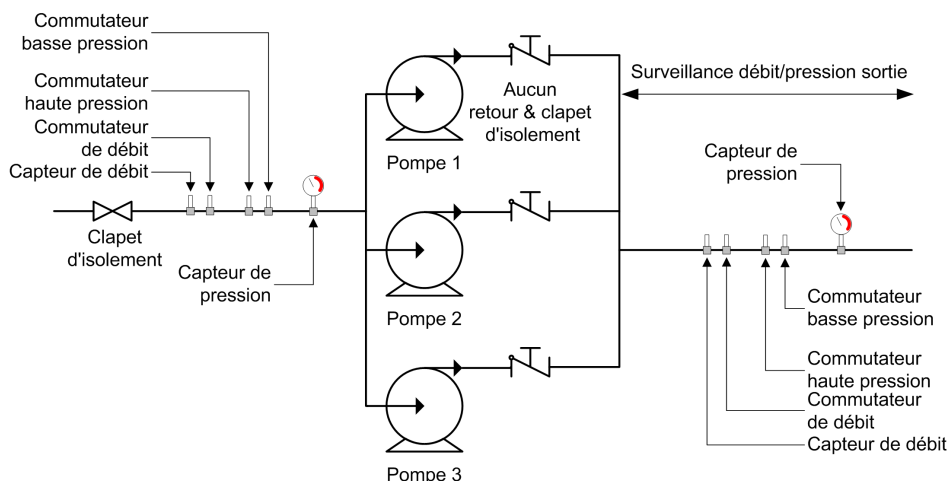 Commutateur
basse pression
Commutateur
haute pression
Commutateur
de débit
Capteur de débit
Clapet
d'isolement
Capteur de
pression
Pompe 1
Aucun
retour & clapet
d'isolement
Pompe 2
Pompe 3
Surveillance débit/pression sortie
Capteur de
pression
Commutateur
basse pression
Commutateur
haute pression
Commutateur
de débit
Capteur de débit